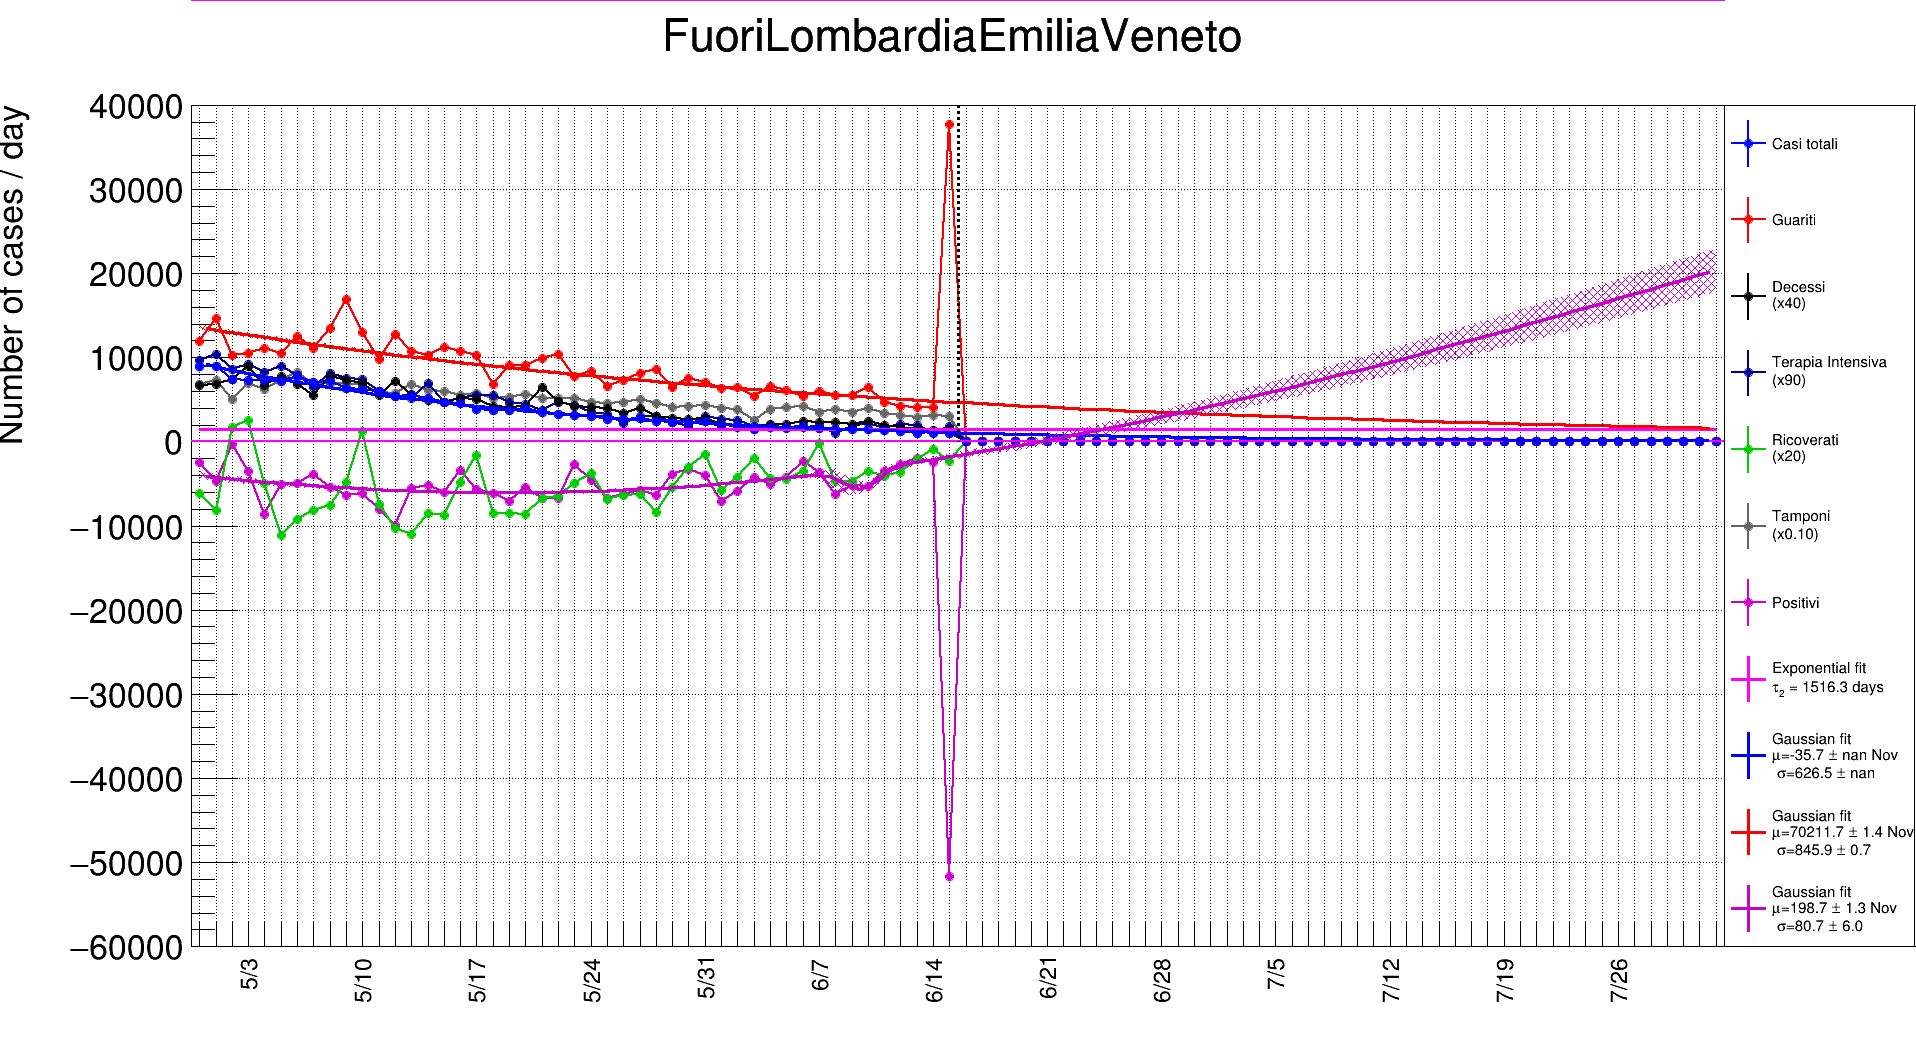 FuoriLombardiaEmiliaVeneto
Number of cases / day
40000
30000
20000
10000
0
−10000
−20000
−30000
−40000
−50000
−60000
5/3
5/10
5/17
5/24
5/31
6/7
6/14
6/21
6/28
7/5
7/12
7/19
7/26
Casi totali
Guariti
Decessi
(x40)
Terapia Intensiva
(x90)
Ricoverati
(x20)
Tamponi
(x0.10)
Positivi
Exponential fit
τ₂ = 1516.3 days
Gaussian fit
μ=-35.7 ± nan Nov
σ=626.5 ± nan
Gaussian fit
μ=70211.7 ± 1.4 Nov
σ=845.9 ± 0.7
Gaussian fit
μ=198.7 ± 1.3 Nov
σ=80.7 ± 6.0